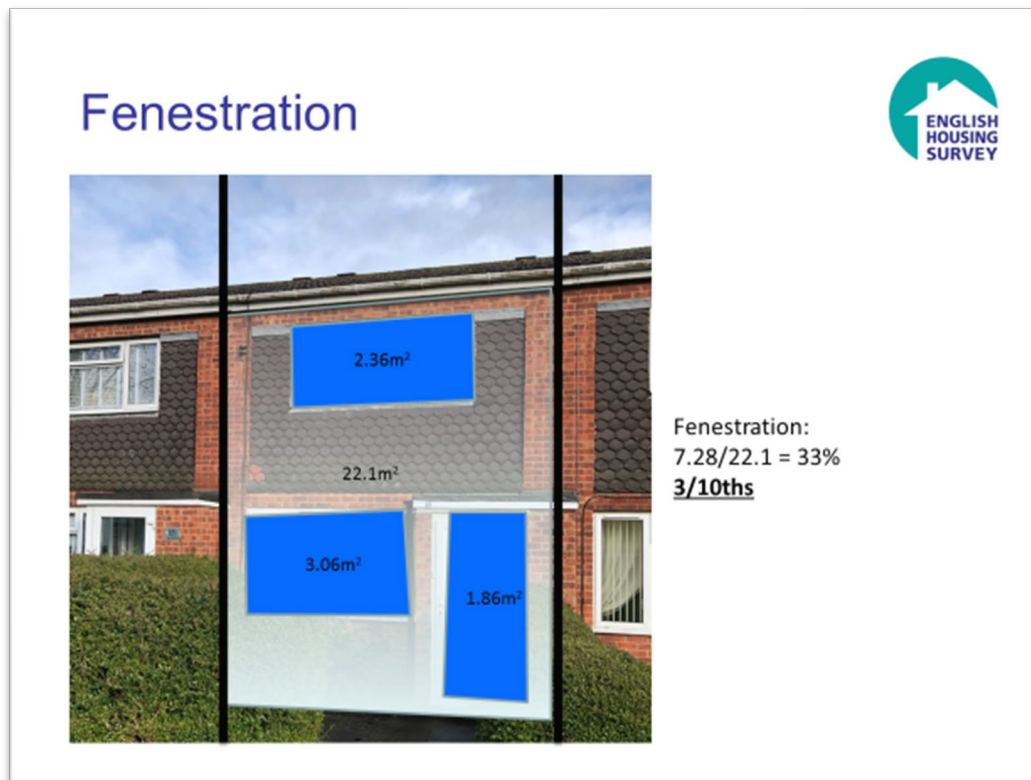 Fenestration
ENGLISH
HOUSING
SURVEY
2.36m²
22.1m²
3.06m²
1.86m²
Fenestration:
7.28/22.1 = 33%
3/10ths